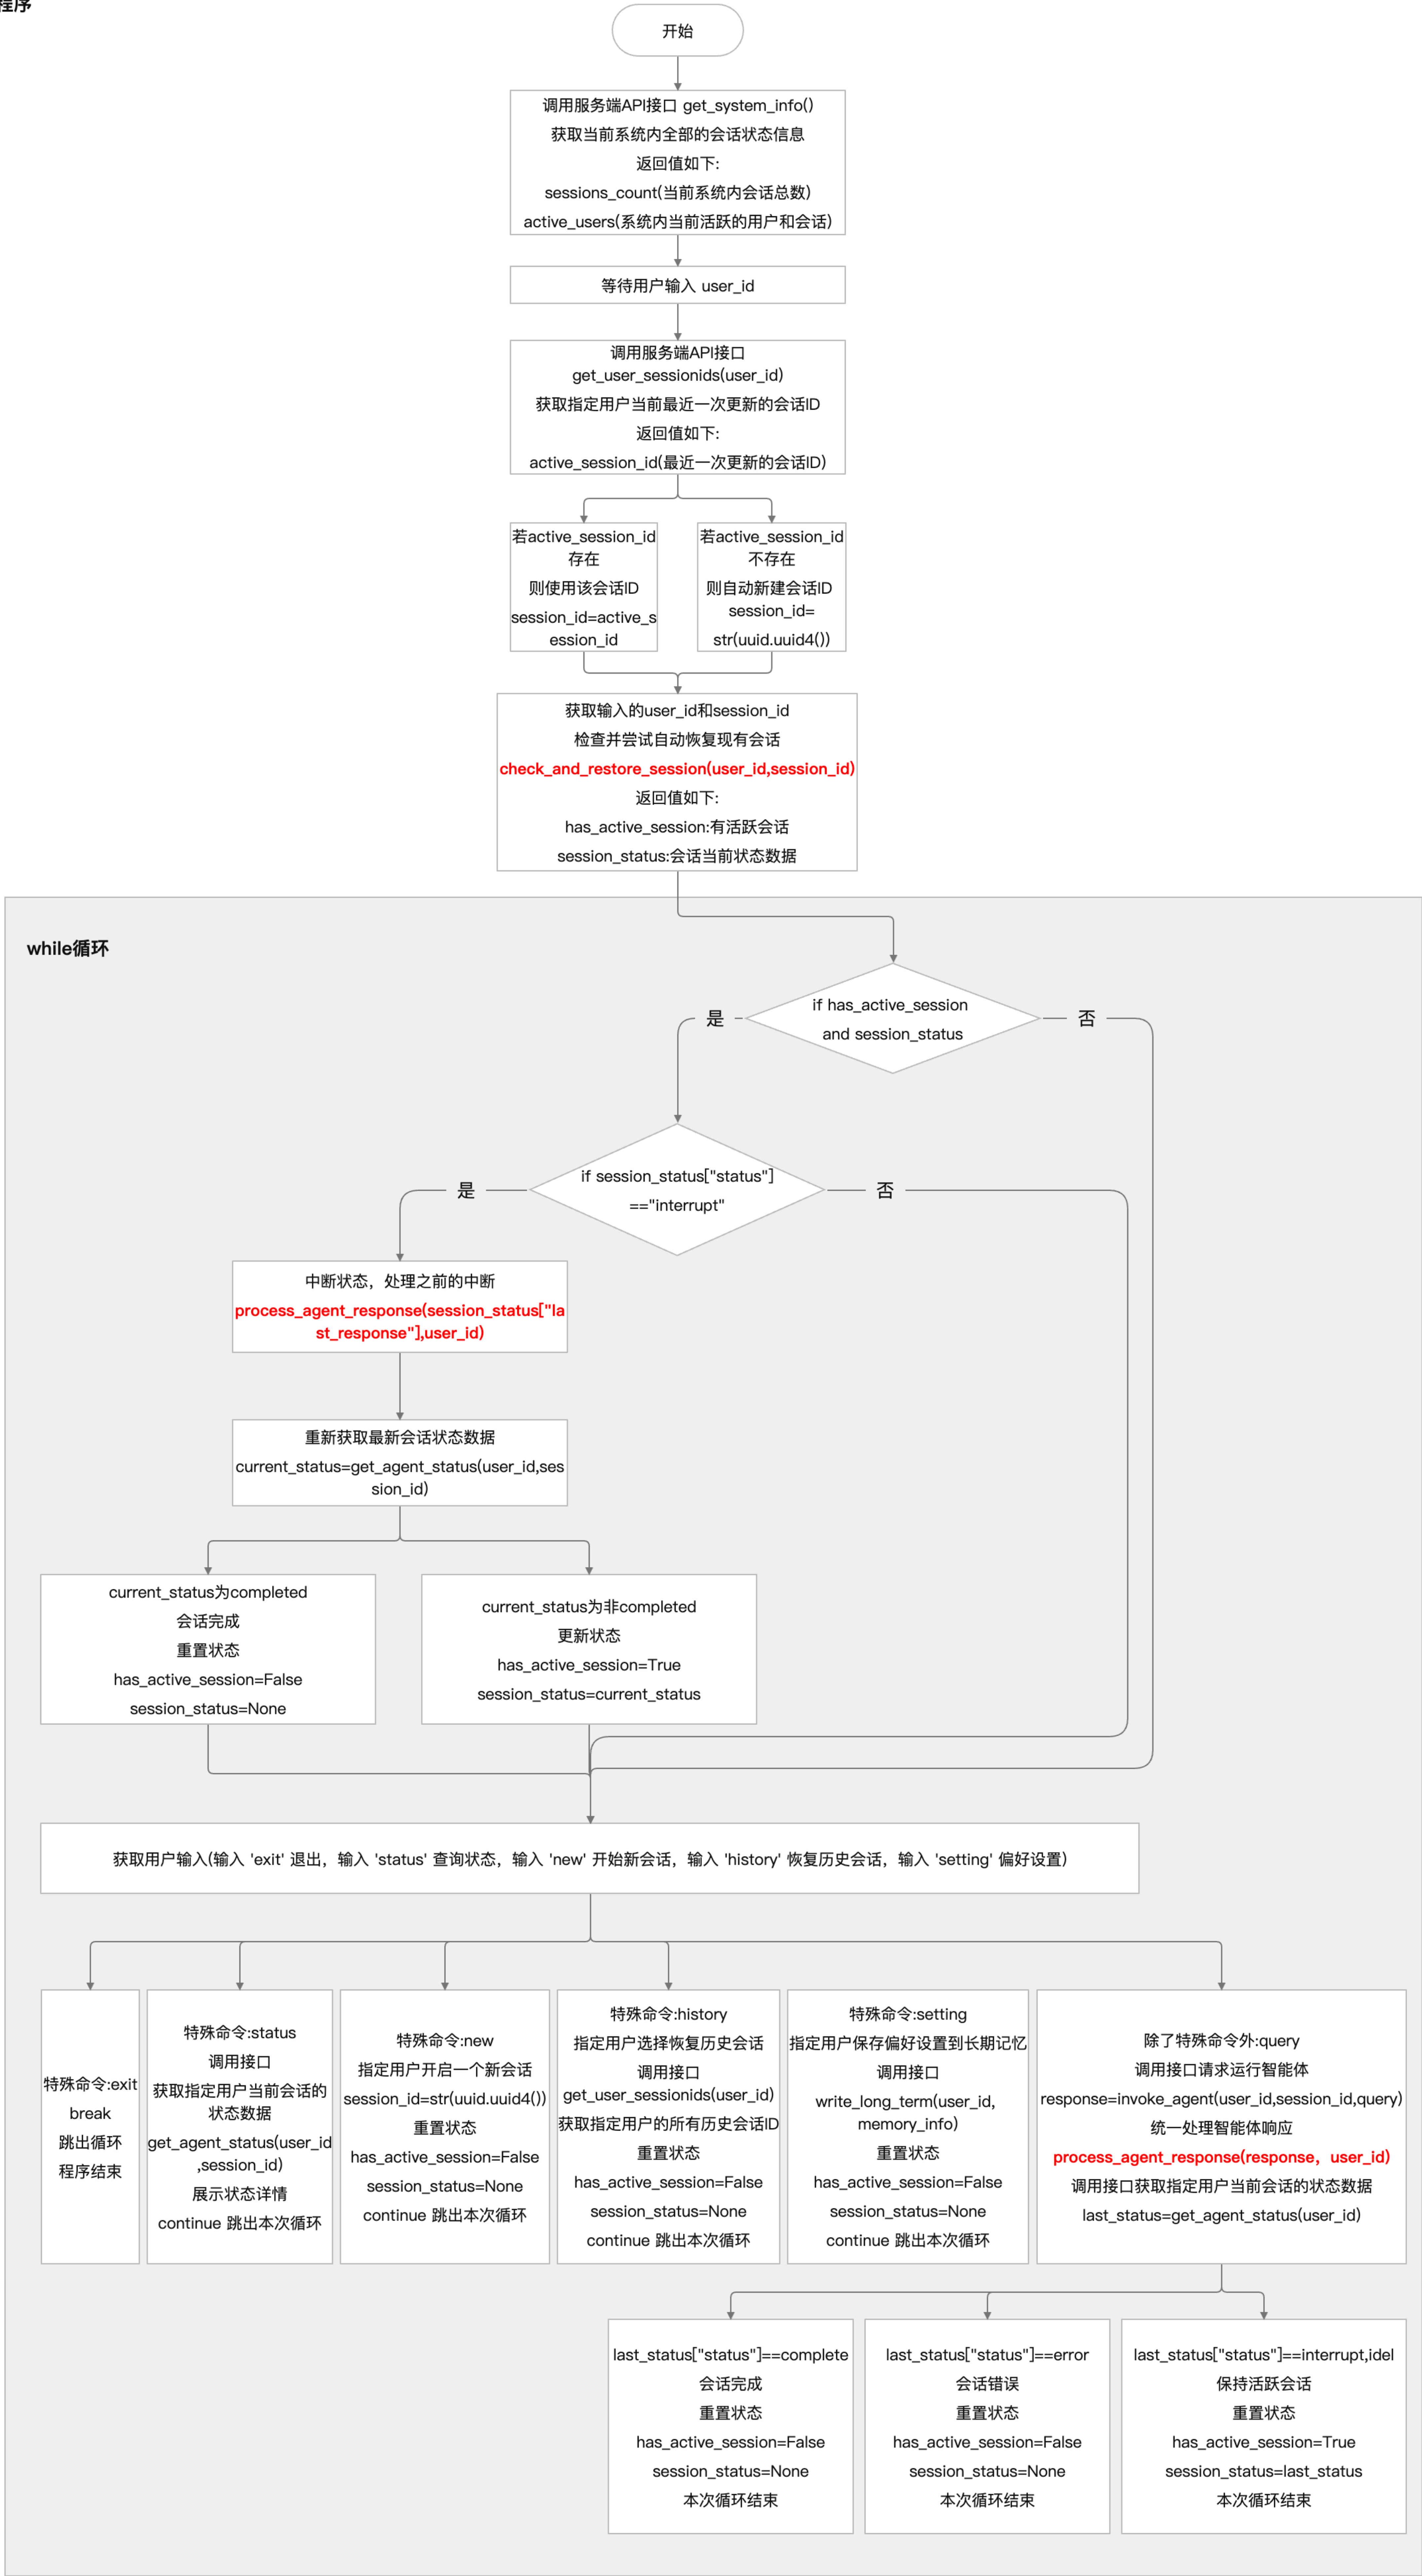 程序
开始
调用服务端API接口 get_system_info()
获取当前系统内全部的会话状态信息
返回值如下:
sessions_count(当前系统内会话总数)
active_users(系统内当前活跃的用户和会话)
等待用户输入 user_id
调用服务端API接口
get_user_sessionids(user_id)
获取指定用户当前最近一次更新的会话ID
返回值如下:
active_session_id(最近一次更新的会话ID)
若active_session_id
存在
则使用该会话ID
session_id=active_s
ession_id
若active_session_id
不存在
则自动新建会话ID
session_id=
str(uuid.uuid4())
获取输入的user_id和session_id
检查并尝试自动恢复现有会话
check_and_restore_session(user_id,session_id)
返回值如下:
has_active_session:有活跃会话
session_status:会话当前状态数据
while循环
if has_active_session
and session_status
是
否
if session_status["status"]
=="interrupt"
是
否
中断状态，处理之前的中断
process_agent_response(session_status["la
st_response"],user_id)
重新获取最新会话状态数据
current_status=get_agent_status(user_id,ses
sion_id)
current_status为completed
会话完成
重置状态
has_active_session=False
session_status=None
current_status为非completed
更新状态
has_active_session=True
session_status=current_status
获取用户输入(输入 'exit' 退出，输入 'status' 查询状态，输入 'new' 开始新会话，输入 'history' 恢复历史会话，输入 'setting' 偏好设置)
特殊命令:exit
break
跳出循环
程序结束
特殊命令:status
调用接口
获取指定用户当前会话的
状态数据
get_agent_status(user_id
,session_id)
展示状态详情
continue 跳出本次循环
特殊命令:new
指定用户开启一个新会话
session_id=str(uuid.uuid4())
重置状态
has_active_session=False
session_status=None
continue 跳出本次循环
特殊命令:history
指定用户选择恢复历史会话
调用接口
get_user_sessionids(user_id)
获取指定用户的所有历史会话ID
重置状态
has_active_session=False
session_status=None
continue 跳出本次循环
特殊命令:setting
指定用户保存偏好设置到长期记忆
调用接口
write_long_term(user_id,
memory_info)
重置状态
has_active_session=False
session_status=None
continue 跳出本次循环
除了特殊命令外:query
调用接口请求运行智能体
response=invoke_agent(user_id,session_id,query)
统一处理智能体响应
process_agent_response(response，user_id)
调用接口获取指定用户当前会话的状态数据
last_status=get_agent_status(user_id)
last_status["status"]==complete
会话完成
重置状态
has_active_session=False
session_status=None
本次循环结束
last_status["status"]==error
会话错误
重置状态
has_active_session=False
session_status=None
本次循环结束
last_status["status"]==interrupt,idel
保持活跃会话
重置状态
has_active_session=True
session_status=last_status
本次循环结束